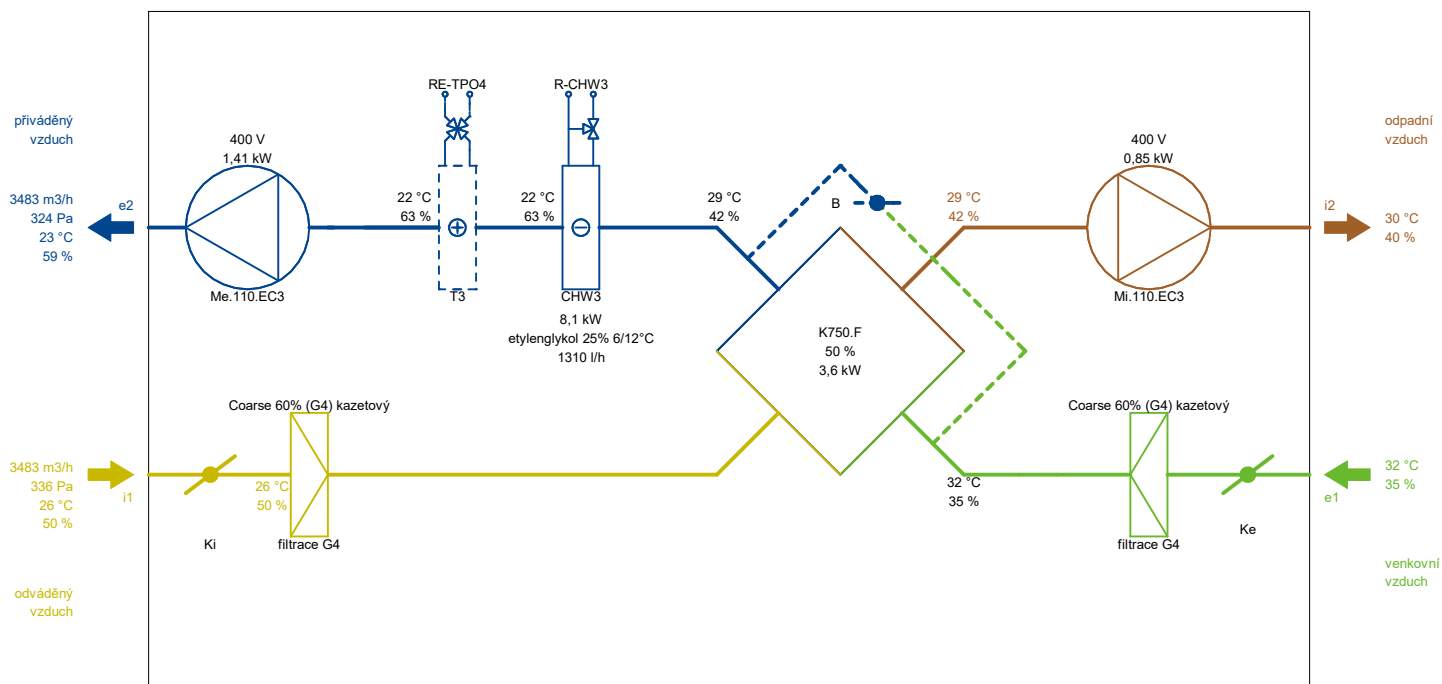 přiváděný
vzduch
3483 m3/h
324 Pa
23 °C
59 %
e2
400 V
1,41 kW
Me.110.EC3
22 °C
63 %
RE-TPO4
T3
22 °C
63 %
R-CHW3
CHW3
8,1 kW
etylenglykol 25% 6/12°C
1310 l/h
29 °C
42 %
B
K750.F
50 %
3,6 kW
29 °C
42 %
400 V
0,85 kW
Mi.110.EC3
odpadní
vzduch
i2
30 °C
40 %
3483 m3/h
336 Pa
26 °C
50 %
i1
odváděný
vzduch
Ki
26 °C
50 %
Coarse 60% (G4) kazetový
filtrace G4
32 °C
35 %
Coarse 60% (G4) kazetový
filtrace G4
Ke
e1
32 °C
35 %
venkovní
vzduch